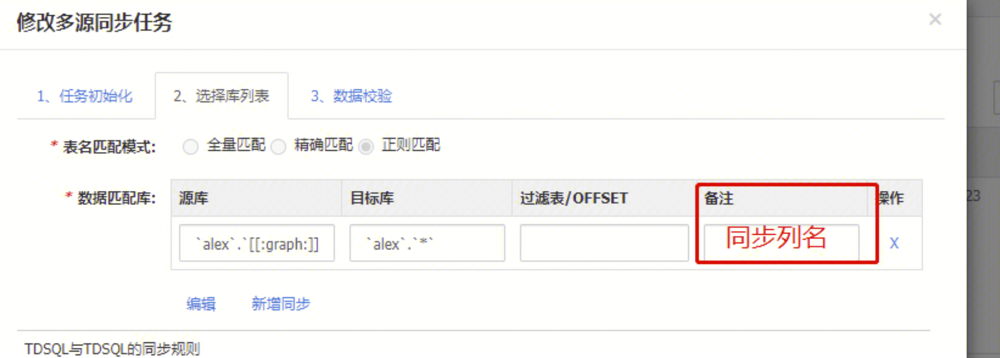 修改多源同步任务
1、任务初始化 2、选择库列表 3、数据校验
* 表名匹配模式: 全量匹配 精确匹配 正则匹配
* 数据匹配库: 源库 目标库 过滤表/OFFSET 备注 操作
23
`alex`.`[[:graph:]] `alex`.`*` 同步列名 X
编辑 新增同步
TDSQL与TDSQL的同步规则